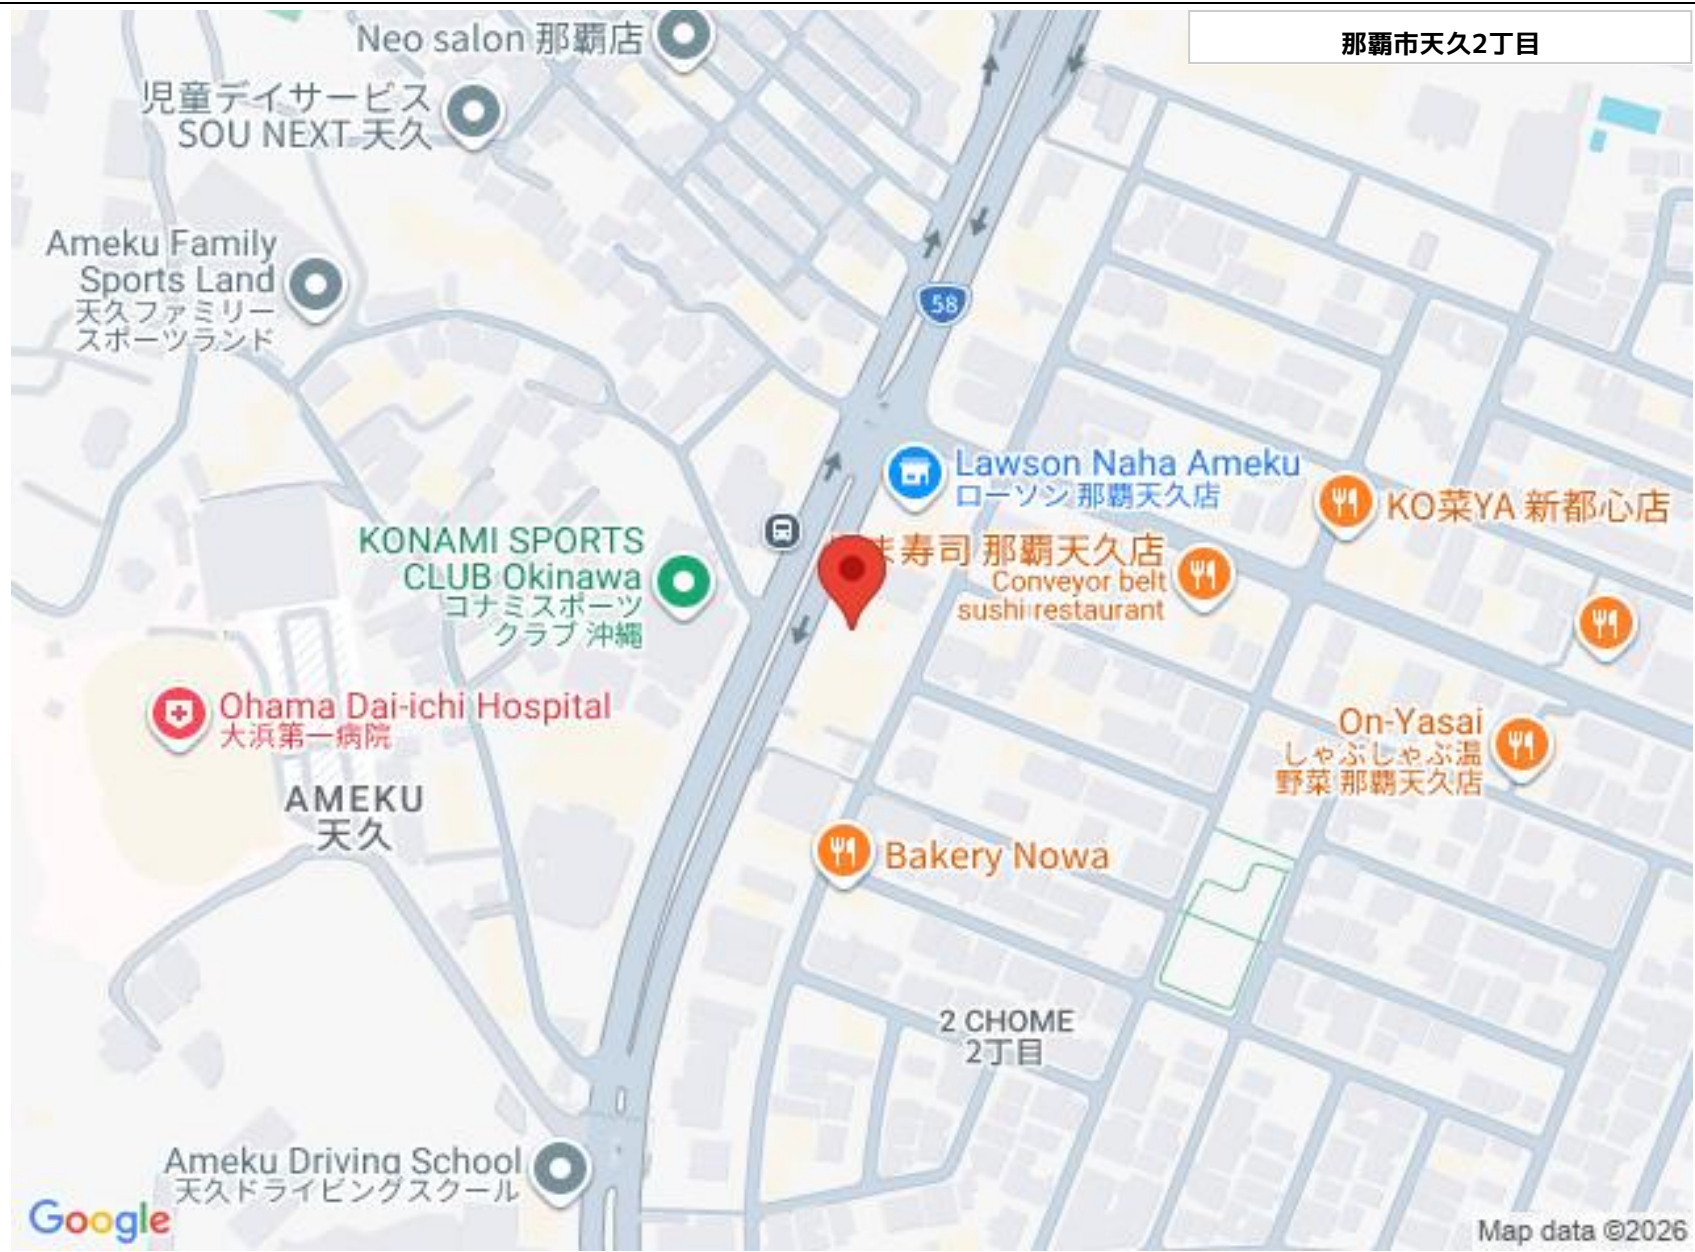 那覇市天久2丁目
Neo salon 那覇店
児童デイサービス
SOU NEXT 天久
Ameku Family
Sports Land
天久ファミリー
スポーツランド
58
Lawson Naha Ameku
ローソン 那覇天久店
KO菜YA 新都心店
KONAMI SPORTS
CLUB Okinawa
コナミスポーツ
クラブ 沖縄
ま寿司 那覇天久店
Conveyor belt
sushi restaurant
Ohama Dai-ichi Hospital
大浜第一病院
On-Yasai
しゃぶしゃぶ温
野菜 那覇天久店
AMEKU
天久
Bakery Nowa
2 CHOME
2丁目
Ameku Driving School
天久ドライビングスクール
Google
Map data ©2026